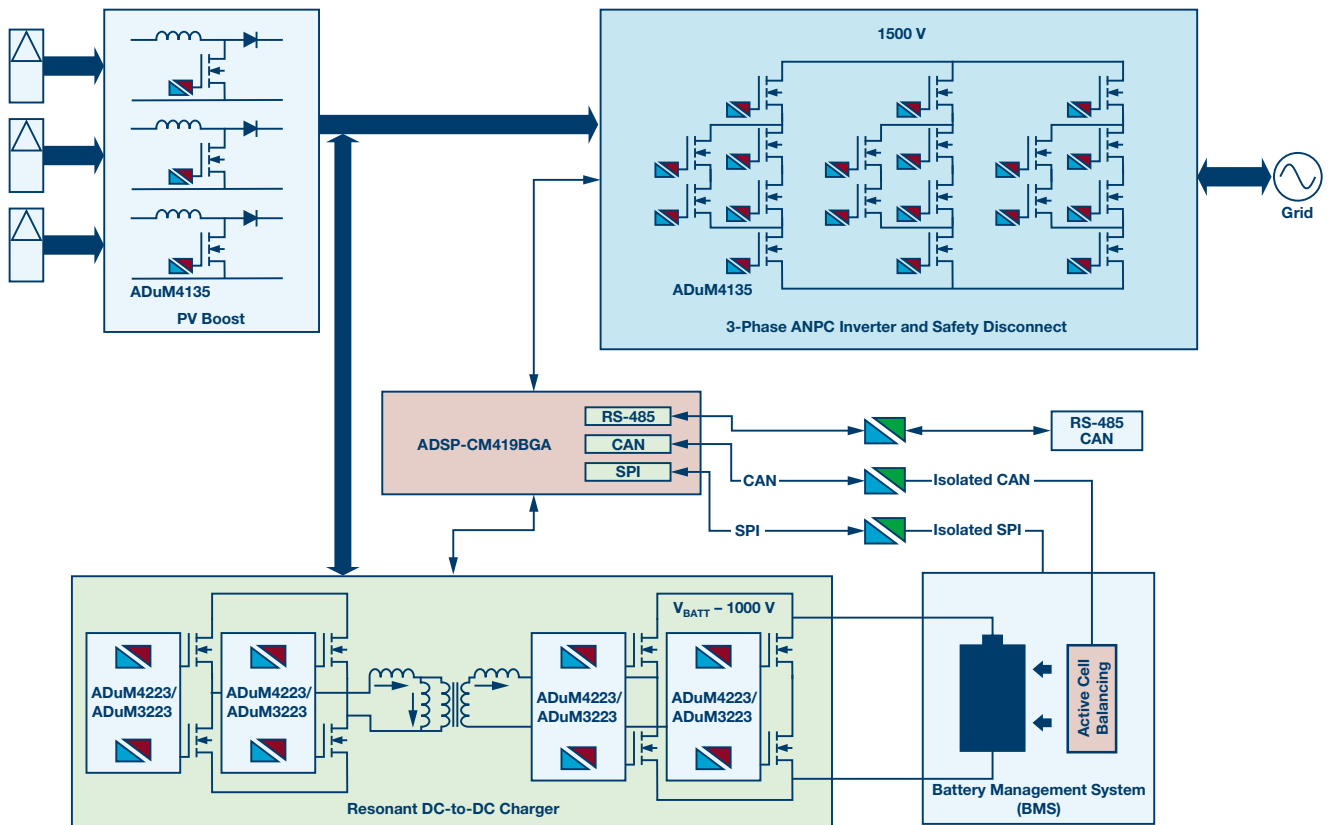 1500 V
ADuM4135
PV Boost
ADuM4135
3-Phase ANPC Inverter and Safety Disconnect
Grid
ADSP-CM419BGA
RS-485
CAN
SPI
RS-485
CAN
CAN
Isolated CAN
SPI
Isolated SPI
V_BATT – 1000 V
ADuM4223/
ADuM3223
ADuM4223/
ADuM3223
ADuM4223/
ADuM3223
ADuM4223/
ADuM3223
Resonant DC-to-DC Charger
Active Cell
Balancing
Battery Management System
(BMS)